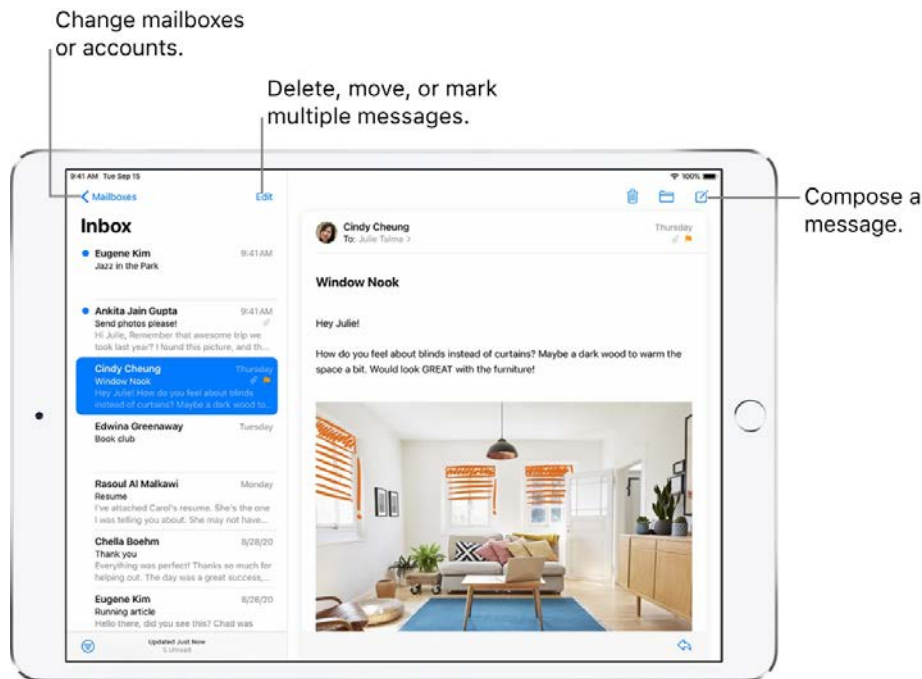 Change mailboxes
or accounts.
Delete, move, or mark
multiple messages.
9:41 AM Tue Sep 15
100%
Mailboxes
Edit
Inbox
Eugene Kim 9:41 AM
Jazz in the Park
Ankita Jain Gupta 9:41 AM
Send photos please!
Hi Julie, Remember that awesome trip we
took last year? I found this picture, and th...
Cindy Cheung Thursday
Window Nook
Hey Julie! How do you feel about blinds
instead of curtains? Maybe a dark wood to...
Edwina Greenaway Tuesday
Book club
Rasoul Al Malkawi Monday
Resume
I've attached Carol's resume. She's the one
I was telling you about. She may not have...
Chella Boehm 8/28/20
Thank you
Everything was perfect! Thanks so much for
helping out. The day was a great success,...
Eugene Kim 8/26/20
Running article
Hello there, did you see this? Chad was
Updated Just Now
5 Unread
Cindy Cheung Thursday
To: Julie Talma >
Window Nook
Hey Julie!
How do you feel about blinds instead of curtains? Maybe a dark wood to warm the
space a bit. Would look GREAT with the furniture!
Compose a
message.